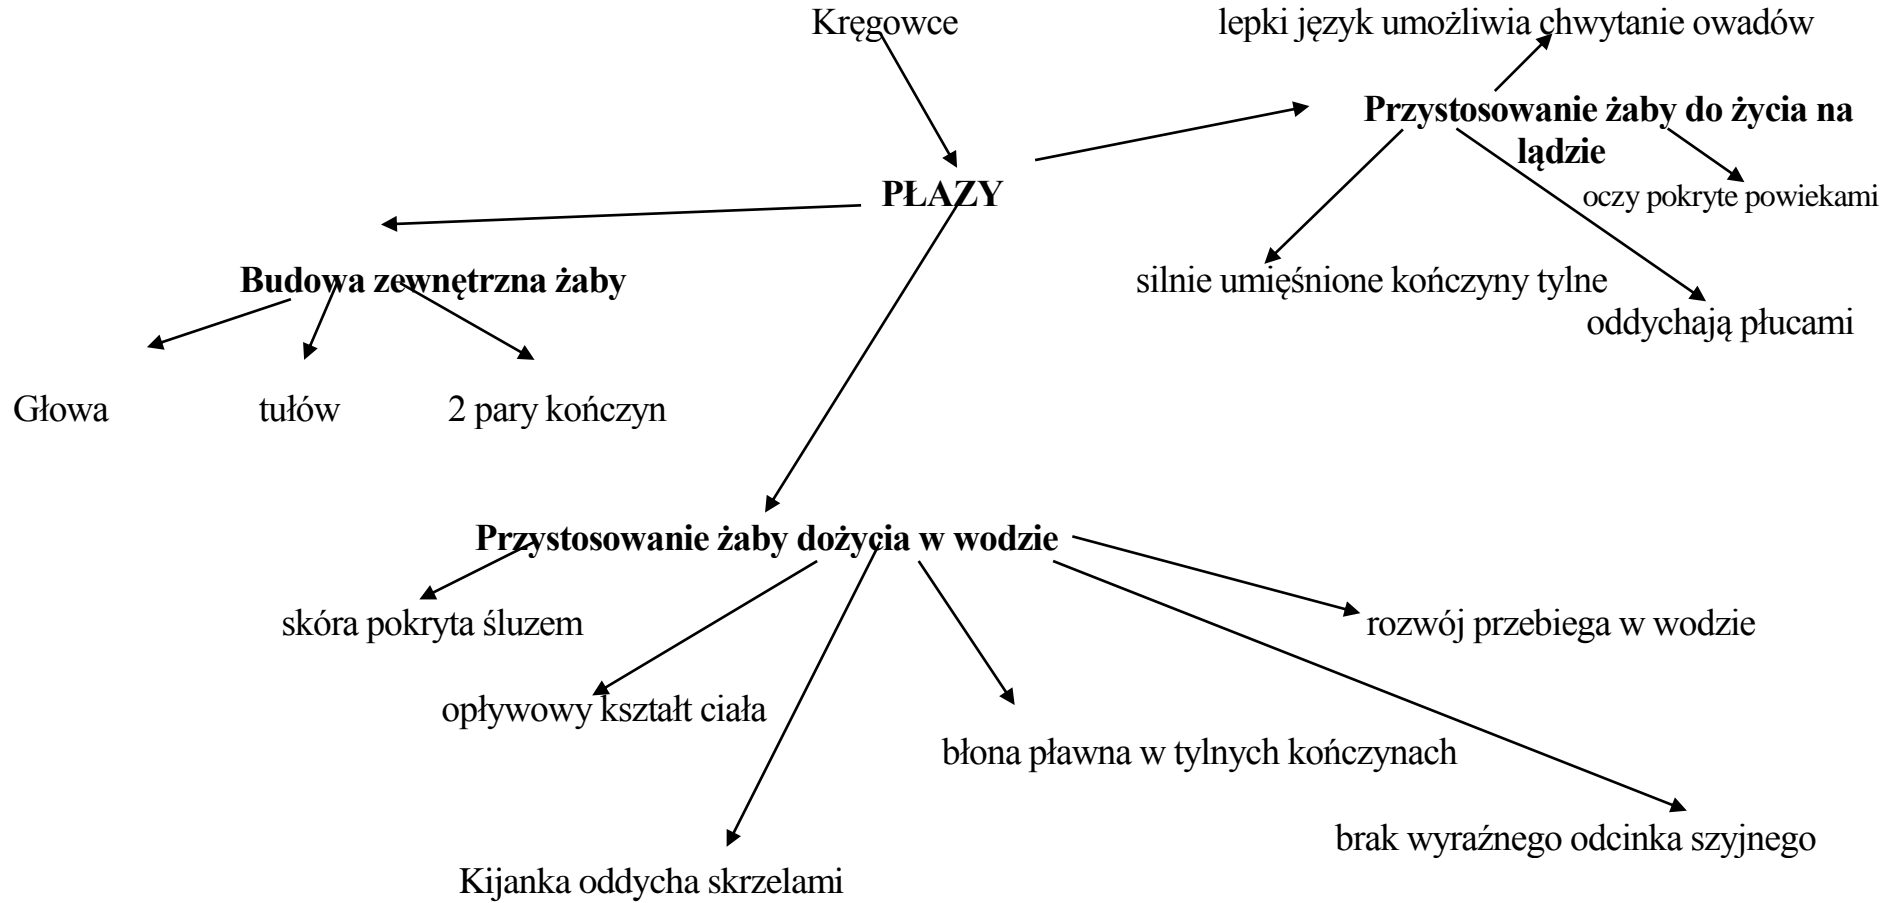 Kręgowce
lepki język umożliwia chwytanie owadów
Przystosowanie żaby do życia na
lądzie
PŁAZY
oczy pokryte powiekami
Budowa zewnętrzna żaby
silnie umięśnione kończyny tylne
oddychają płucami
Głowa
tułów
2 pary kończyn
Przystosowanie żaby dożycia w wodzie
skóra pokryta śluzem
rozwój przebiega w wodzie
opływowy kształt ciała
błona pławna w tylnych kończynach
brak wyraźnego odcinka szyjnego
Kijanka oddycha skrzelami